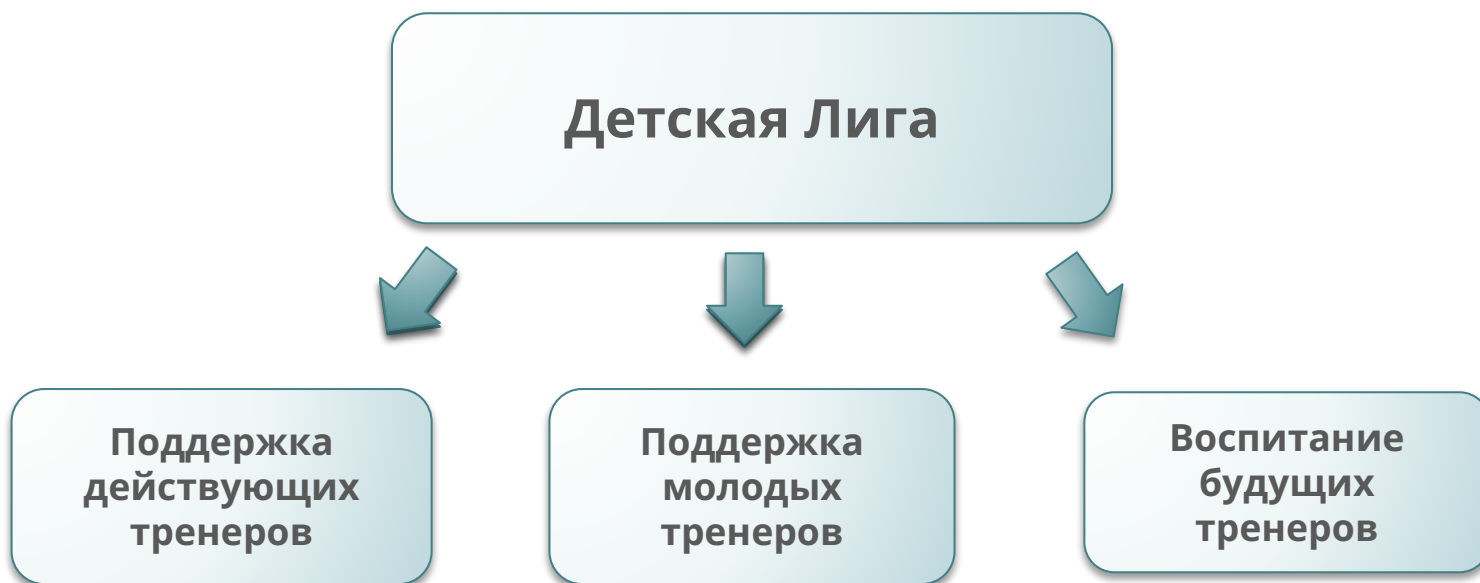 Детская Лига
Поддержка
действующих
тренеров
Поддержка
молодых
тренеров
Воспитание
будущих
тренеров